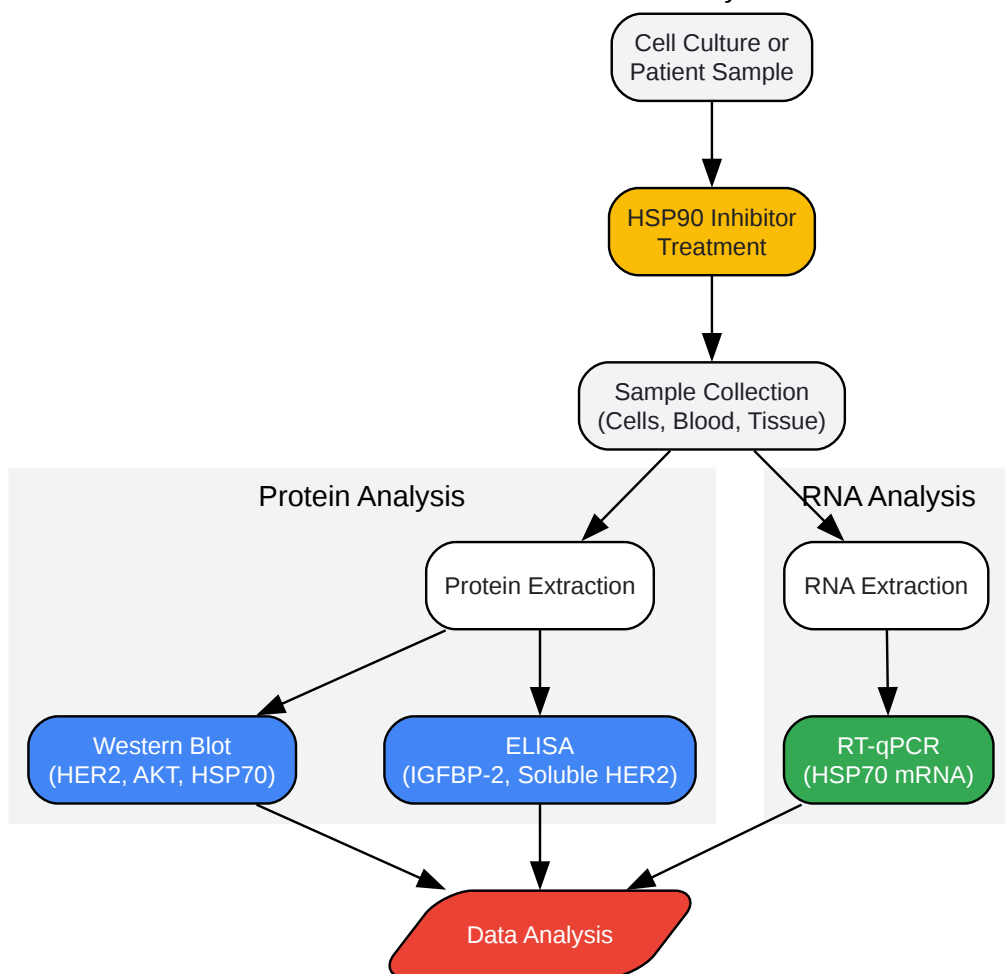 Cell Culture or
Patient Sample
HSP90 Inhibitor
Treatment
Sample Collection
(Cells, Blood, Tissue)
Protein Analysis
RNA Analysis
Protein Extraction
RNA Extraction
Western Blot
(HER2, AKT, HSP70)
ELISA
(IGFBP-2, Soluble HER2)
RT-qPCR
(HSP70 mRNA)
Data Analysis